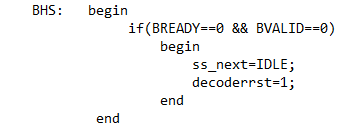 BHS: begin
if(BREADY==0 && BVALID==0)
begin
ss_next=IDLE;
decoderrst=1;
end
end